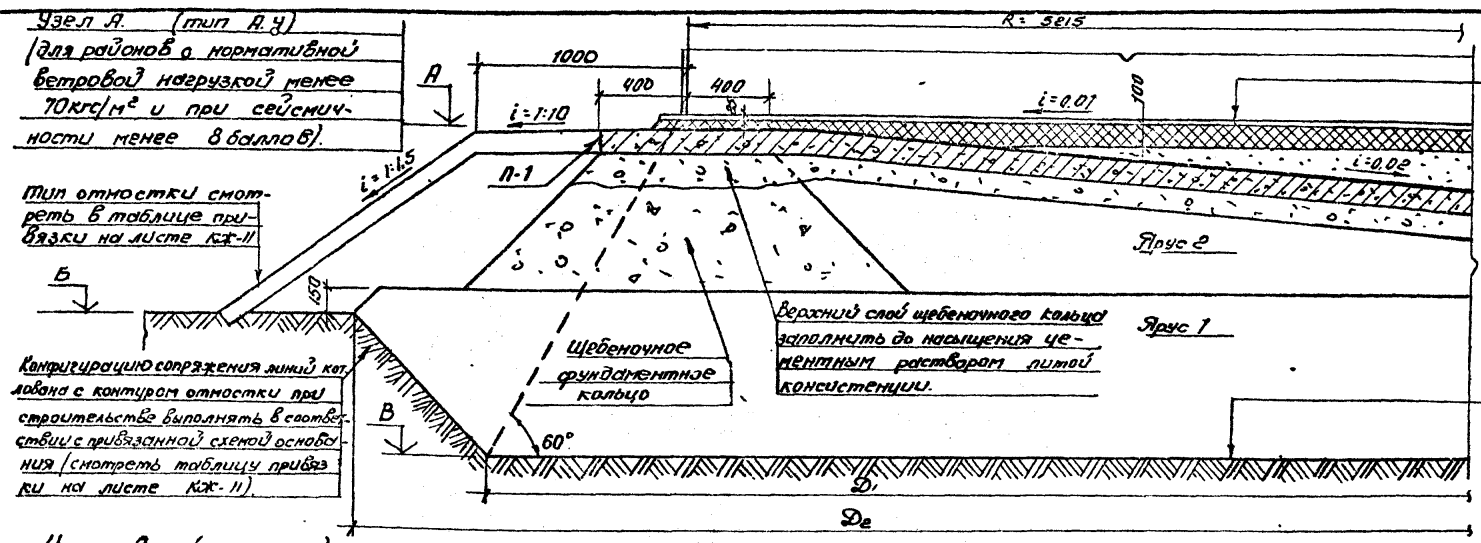 Узел А. (тип А.У)
/для районов с нормативной
ветровой нагрузкой менее
70кгс/м² и при сейсмич-
ности менее 8 баллов).
R= 5215
1000
400
400
А
i=1:10
i=0.01
100
i=1:1.5
П-1
i=0.02
Тип отмостки смот-
реть в таблице при-
вязки на листе КЖ-11
Б
150
Ярус 2
Ярус 1
Верхний слой щебеночного кольца
заполнить до насыщения це-
ментным раствором литой
консистенции.
Щебеночное
фундаментное
кольцо
Конфигурацию сопряжения линий кот
лована с контуром отмостки при
строительстве выполнять в соответ
ствии с привязанной схемой основа-
ния /смотреть таблицу привяз
ки на листе КЖ-11).
В
60°
D₁
D₂